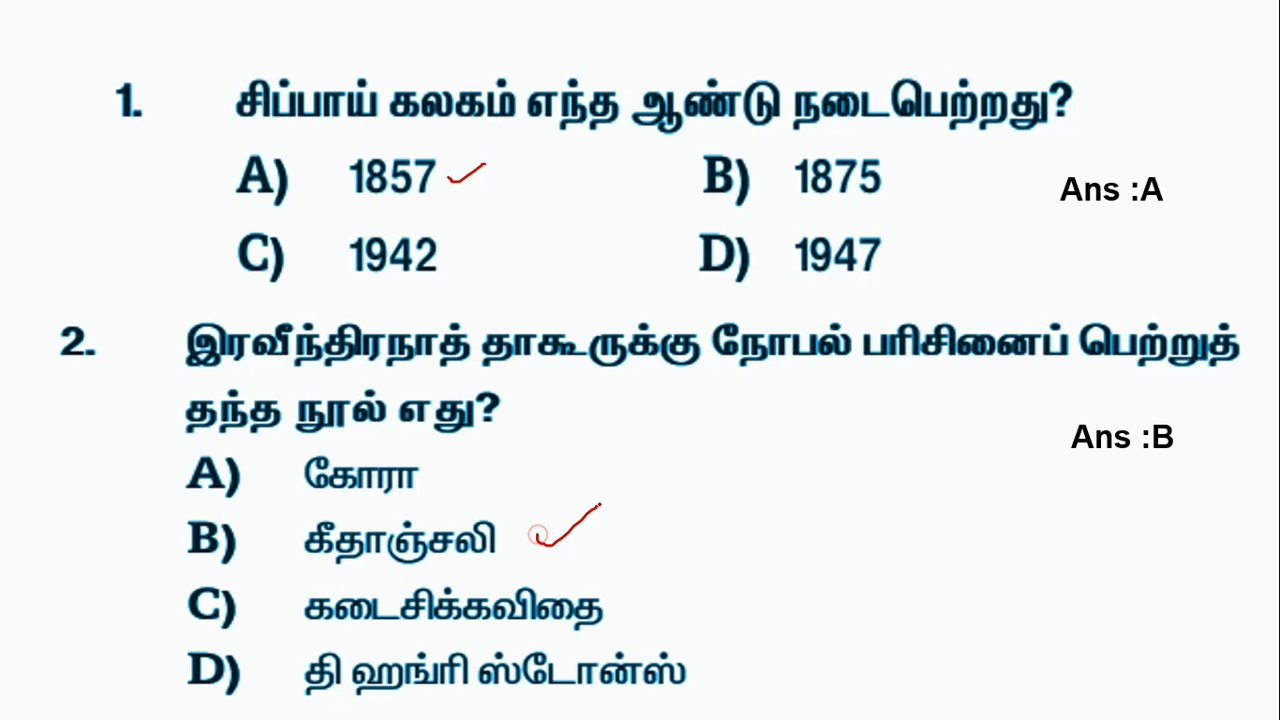 1. சிப்பாய் கலகம் எந்த ஆண்டு நடைபெற்றது?
A) 1857 B) 1875
Ans :A
C) 1942 D) 1947
2. இரவீந்திரநாத் தாகூருக்கு நோபல் பரிசினைப் பெற்றுத்
தந்த நூல் எது?
Ans :B
A) கோரா
B) கீதாஞ்சலி
C) கடைசிக்கவிதை
D) தி ஹங்ரி ஸ்டோன்ஸ்